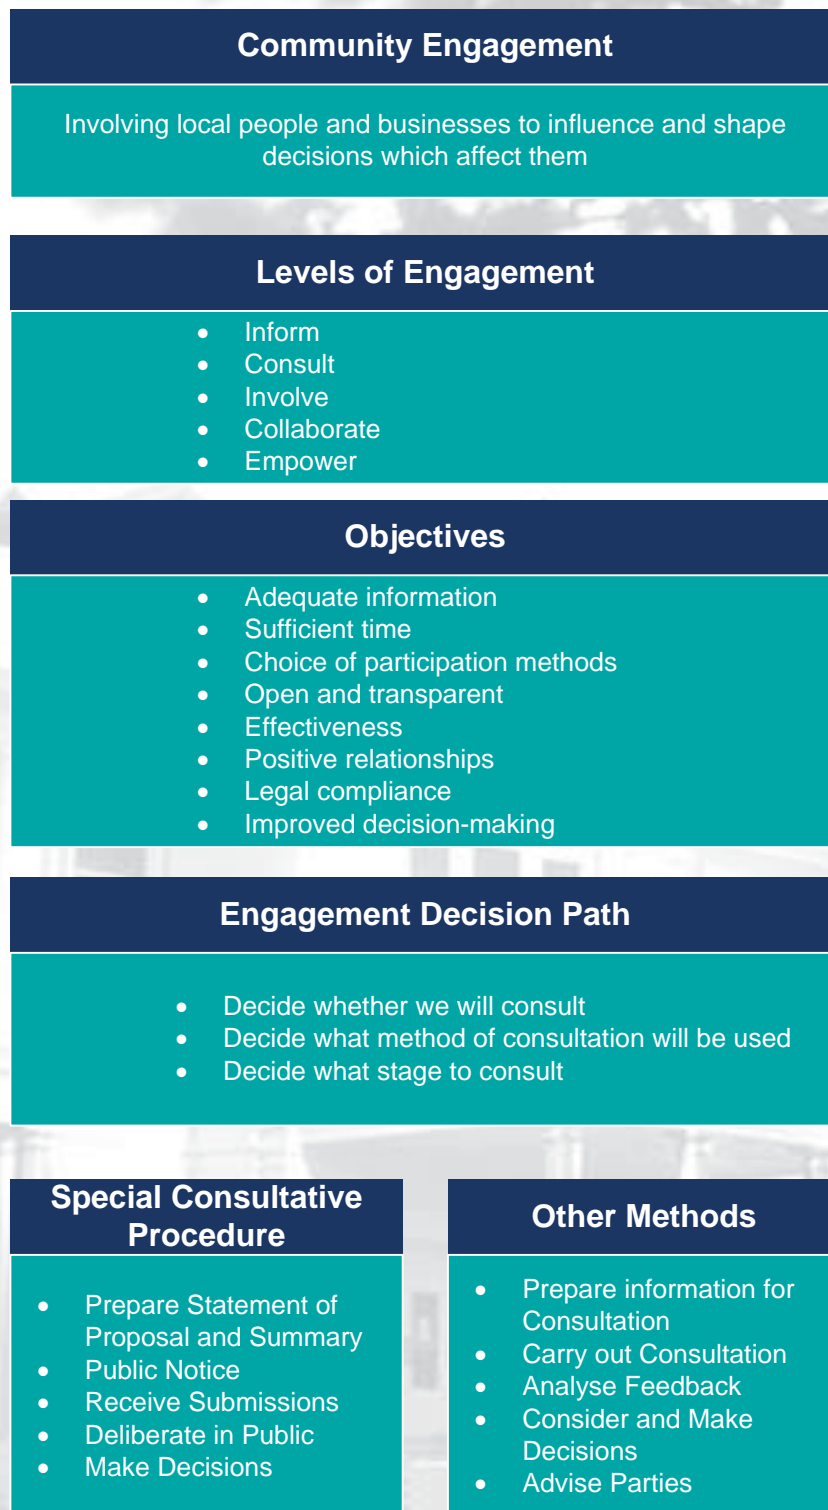 Community Engagement
Involving local people and businesses to influence and shape
decisions which affect them
Levels of Engagement
• Inform
• Consult
• Involve
• Collaborate
• Empower
Objectives
• Adequate information
• Sufficient time
• Choice of participation methods
• Open and transparent
• Effectiveness
• Positive relationships
• Legal compliance
• Improved decision-making
Engagement Decision Path
• Decide whether we will consult
• Decide what method of consultation will be used
• Decide what stage to consult
Special Consultative
Procedure
• Prepare Statement of
Proposal and Summary
• Public Notice
• Receive Submissions
• Deliberate in Public
• Make Decisions
Other Methods
• Prepare information for
Consultation
• Carry out Consultation
• Analyse Feedback
• Consider and Make
Decisions
• Advise Parties